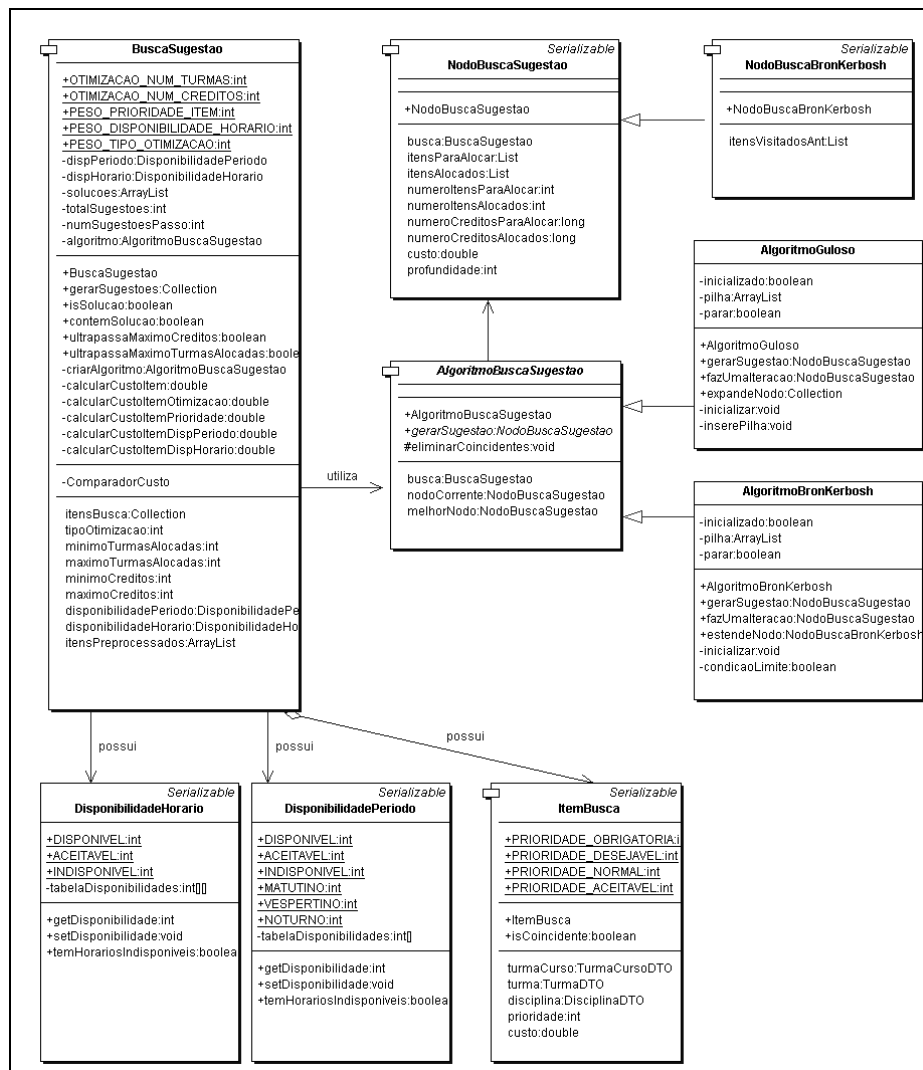 BuscaSugestao
+OTIMIZACAO_NUM_TURMAS:int
+OTIMIZACAO_NUM_CREDITOS:int
+PESO_PRIORIDADE_ITEM:int
+PESO_DISPONIBILIDADE_HORARIO:int
+PESO_TIPO_OTIMIZACAO:int
-dispPeriodo:DisponibilidadePeriodo
-dispHorario:DisponibilidadeHorario
-solucoes:ArrayList
-totalSugestoes:int
-numSugestoesPasso:int
-algoritmo:AlgoritmoBuscaSugestao
+BuscaSugestao
+gerarSugestoes:Collection
+isSolucao:boolean
+contemSolucao:boolean
+ultrapassaMaximoCreditos:boolean
+ultrapassaMaximoTurmasAlocadas:boole
-criarAlgoritmo:AlgoritmoBuscaSugestao
-calcularCustoItem:double
-calcularCustoItemOtimizacao:double
-calcularCustoItemPrioridade:double
-calcularCustoItemDispPeriodo:double
-calcularCustoItemDispHorario:double
-ComparadorCusto
itensBusca:Collection
tipoOtimizacao:int
minimoTurmasAlocadas:int
maximoTurmasAlocadas:int
minimoCreditos:int
maximoCreditos:int
disponibilidadePeriodo:DisponibilidadePe
disponibilidadeHorario:DisponibilidadeHo
itensPreprocessados:ArrayList
Serializable
NodoBuscaSugestao
+NodoBuscaSugestao
busca:BuscaSugestao
itensParaAlocar:List
itensAlocados:List
numeroItensParaAlocar:int
numeroItensAlocados:int
numeroCreditosParaAlocar:long
numeroCreditosAlocados:long
custo:double
profundidade:int
Serializable
NodoBuscaBronKerbosh
+NodoBuscaBronKerbosh
itensVisitadosAnt:List
AlgoritmoGuloso
-inicializado:boolean
-pilha:ArrayList
-parar:boolean
+AlgoritmoGuloso
+gerarSugestao:NodoBuscaSugestao
+fazUmaIteracao:NodoBuscaSugestao
+expandeNodo:Collection
-inicializar:void
-inserePilha:void
AlgoritmoBuscaSugestao
+AlgoritmoBuscaSugestao
+gerarSugestao:NodoBuscaSugestao
#eliminarCoincidentes:void
busca:BuscaSugestao
nodoCorrente:NodoBuscaSugestao
melhorNodo:NodoBuscaSugestao
utiliza
AlgoritmoBronKerbosh
-inicializado:boolean
-pilha:ArrayList
-parar:boolean
+AlgoritmoBronKerbosh
+gerarSugestao:NodoBuscaSugestao
+fazUmaIteracao:NodoBuscaSugestao
+estendeNodo:NodoBuscaBronKerbosh
-inicializar:void
-condicaoLimite:boolean
possui
possui
possui
Serializable
DisponibilidadeHorario
+DISPONIVEL:int
+ACEITAVEL:int
+INDISPONIVEL:int
-tabelaDisponibilidades:int[][]
+getDisponibilidade:int
+setDisponibilidade:void
+temHorariosIndisponiveis:boolea
Serializable
DisponibilidadePeriodo
+DISPONIVEL:int
+ACEITAVEL:int
+INDISPONIVEL:int
+MATUTINO:int
+VESPERTINO:int
+NOTURNO:int
-tabelaDisponibilidades:int[]
+getDisponibilidade:int
+setDisponibilidade:void
+temHorariosIndisponiveis:boolea
Serializable
ItemBusca
+PRIORIDADE_OBRIGATORIA:i
+PRIORIDADE_DESEJAVEL:int
+PRIORIDADE_NORMAL:int
+PRIORIDADE_ACEITAVEL:int
+ItemBusca
+isCoincidente:boolean
turmaCurso:TurmaCursoDTO
turma:TurmaDTO
disciplina:DisciplinaDTO
prioridade:int
custo:double